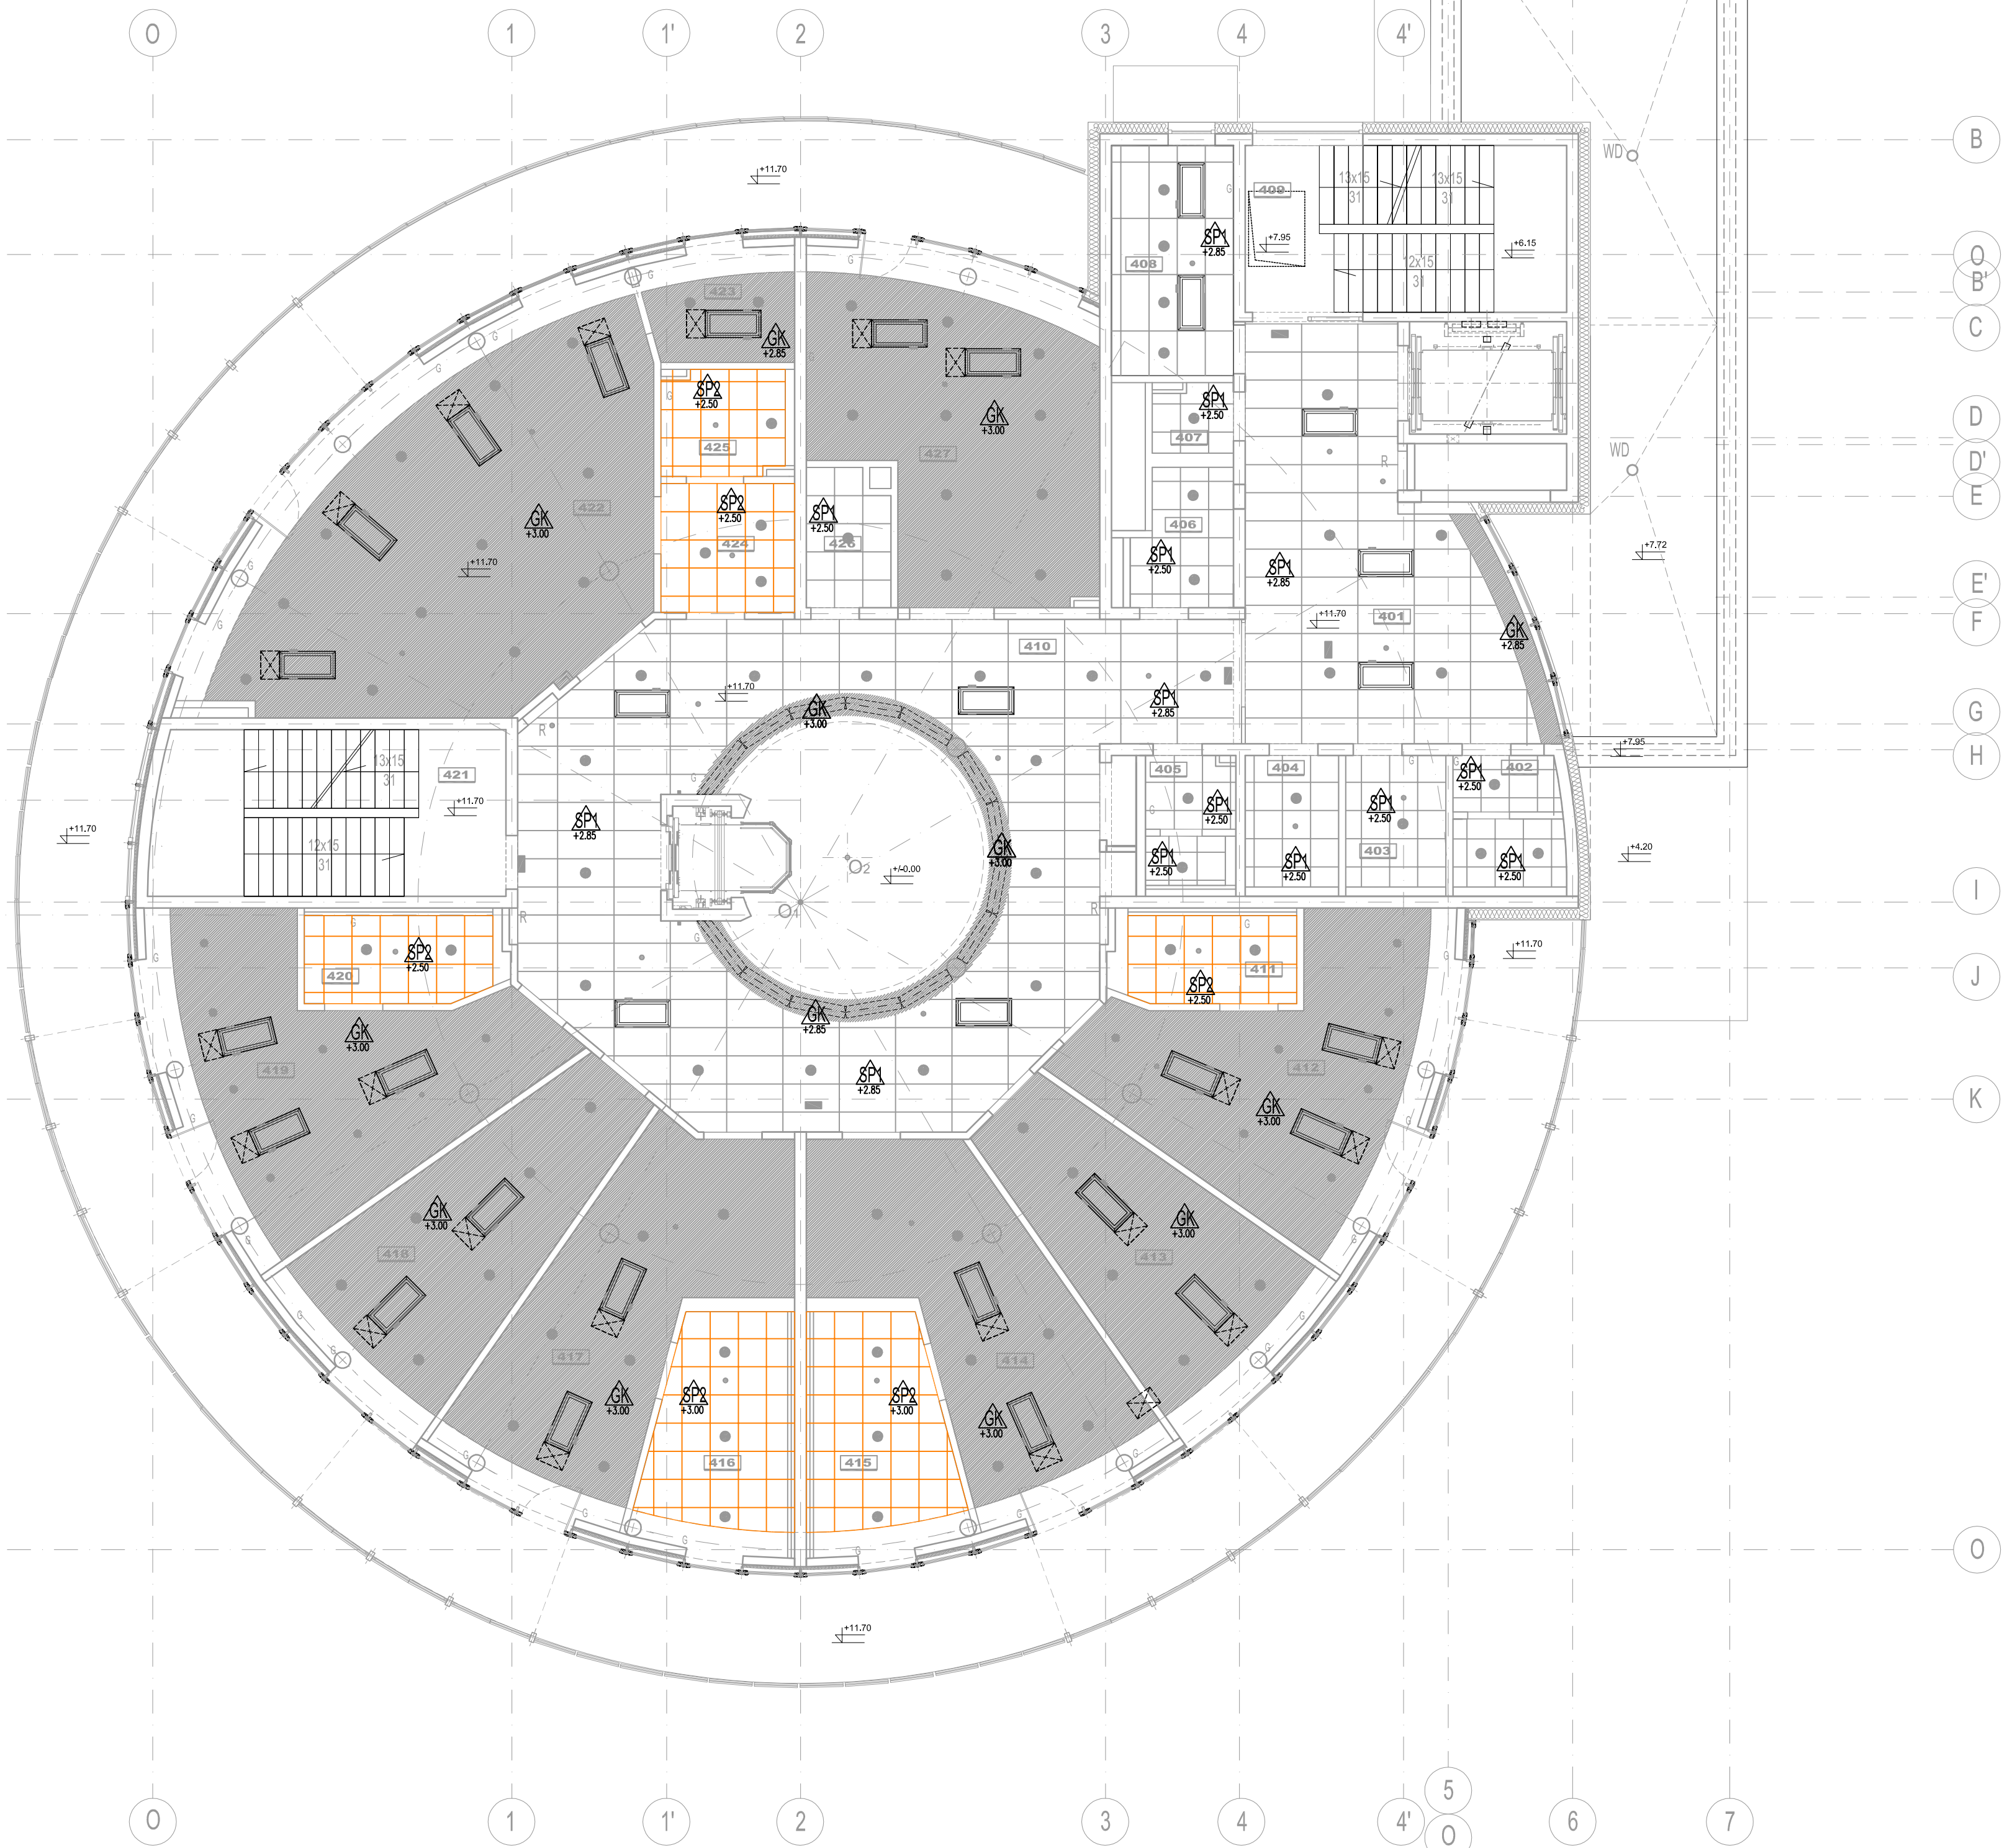 O 1 1' 2 3 4 4'
B
O
B'
C
D
D'
E
E'
F
G
H
I
J
K
O
+11.70
WD
409
13x15
31
13x15
31
+7.95
+6.15
12x15
31
408
SP1
+2.85
G
423
GK
+2.85
G
G
G
G
SP2
+2.50
425
GK
+3.00
427
SP1
+2.50
407
R
WD
422
GK
+3.00
+11.70
SP2
+2.50
424
SP1
+2.50
426
406
SP1
+2.50
SP1
+2.85
+7.72
+11.70
401
GK
+2.85
410
+11.70
GK
+3.00
SP1
+2.85
R
+7.95
13x15
31
421
+11.70
+11.70
12x15
31
SP1
+2.85
G
O2
+/-0.00
O1
GK
+3.00
405
404
402
SP1
+2.50
SP1
+2.50
SP1
+2.50
403
SP1
+2.50
SP1
+2.50
SP1
+2.50
+4.20
R
R
G
SP2
+2.50
420
G
411
SP2
+2.50
+11.70
GK
+2.85
GK
+3.00
419
SP1
+2.85
412
GK
+3.00
GK
+3.00
418
GK
+3.00
413
417
GK
+3.00
SP2
+3.00
416
SP2
+3.00
415
414
GK
+3.00
G
G
+11.70
O 1 1' 2 3 4 4' 5 6 7
O